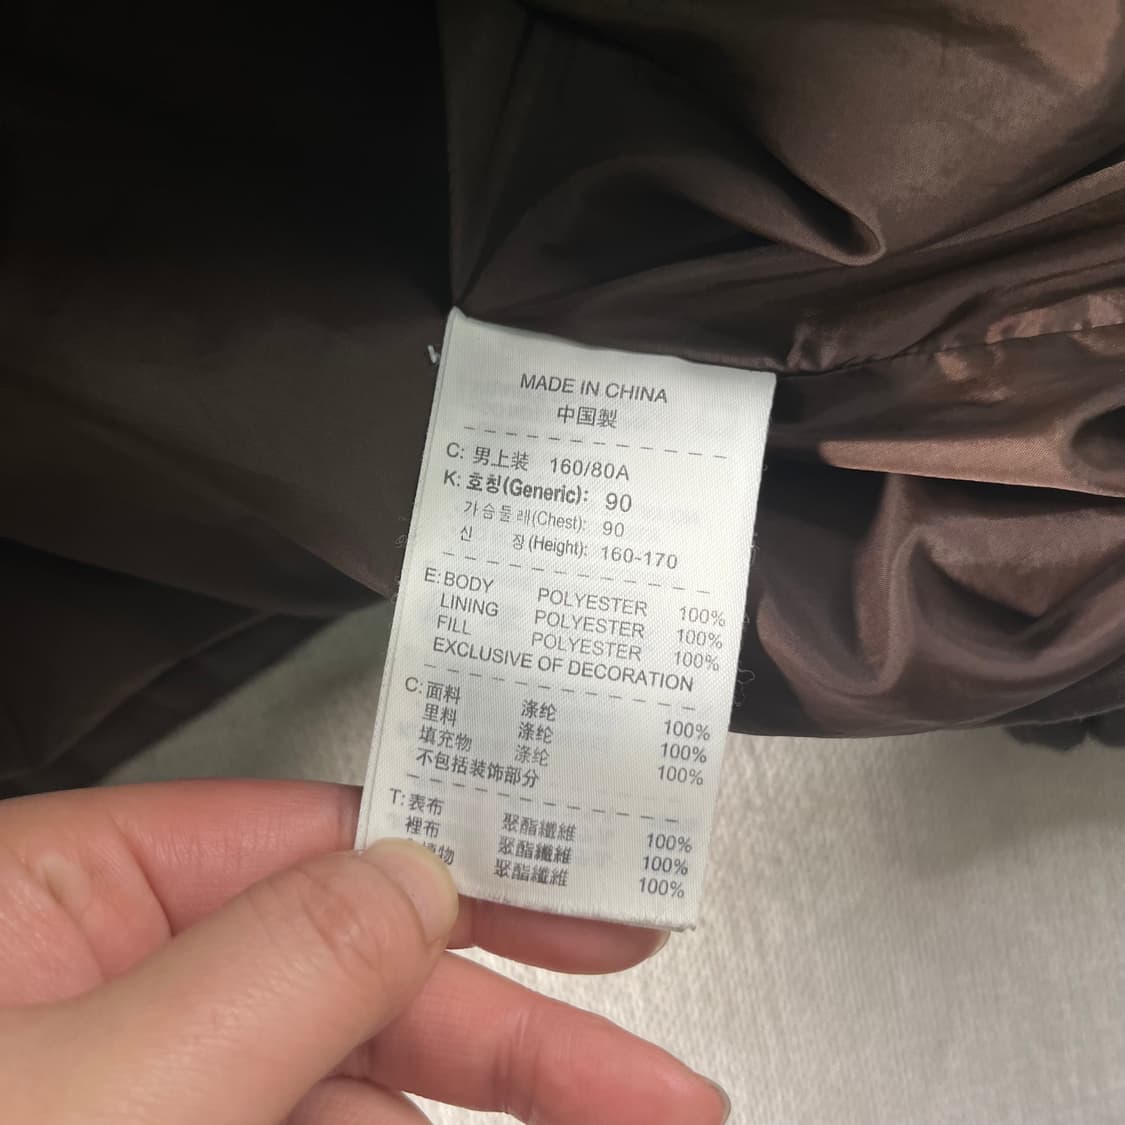 MADE IN CHINA
中国製
C: 男上装 160/80A
K: 호칭(Generic): 90
가슴둘레(Chest): 90
신 장(Height): 160-170
E: BODY POLYESTER 100%
LINING POLYESTER 100%
FILL POLYESTER 100%
EXCLUSIVE OF DECORATION
C: 面料 涤纶 100%
里料 涤纶 100%
填充物 涤纶 100%
不包括装饰部分
T: 表布 聚酯纖維 100%
裡布 聚酯纖維 100%
物 聚酯纖維 100%